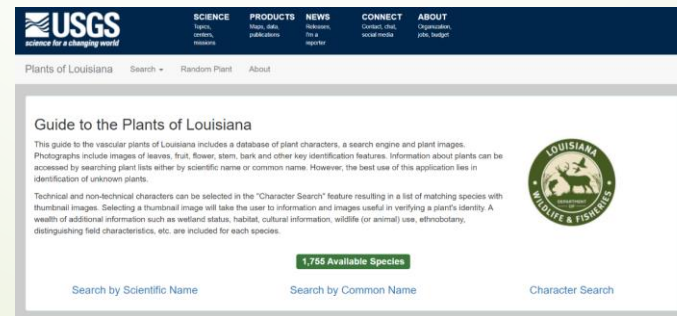 USGS
science for a changing world
SCIENCE
Topics,
centers,
missions
PRODUCTS
Maps, data,
publications
NEWS
Releases,
I'm a
reporter
CONNECT
Contact, chat,
social media
ABOUT
Organization,
jobs, budget
Plants of Louisiana Search Random Plant About
Guide to the Plants of Louisiana
This guide to the vascular plants of Louisiana includes a database of plant characters, a search engine and plant images.
Photographs include images of leaves, fruit, flower, stem, bark and other key identification features. Information about plants can be
accessed by searching plant lists either by scientific name or common name. However, the best use of this application lies in
identification of unknown plants.
Technical and non-technical characters can be selected in the "Character Search" feature resulting in a list of matching species with
thumbnail images. Selecting a thumbnail image will take the user to information and images useful in verifying a plant's identity. A
wealth of additional information such as wetland status, habitat, cultural information, wildlife (or animal) use, ethnobotany,
distinguishing field characteristics, etc. are included for each species.
LOUISIANA
DEPARTMENT
OF
WILDLIFE & FISHERIES
1,755 Available Species
Search by Scientific Name Search by Common Name Character Search